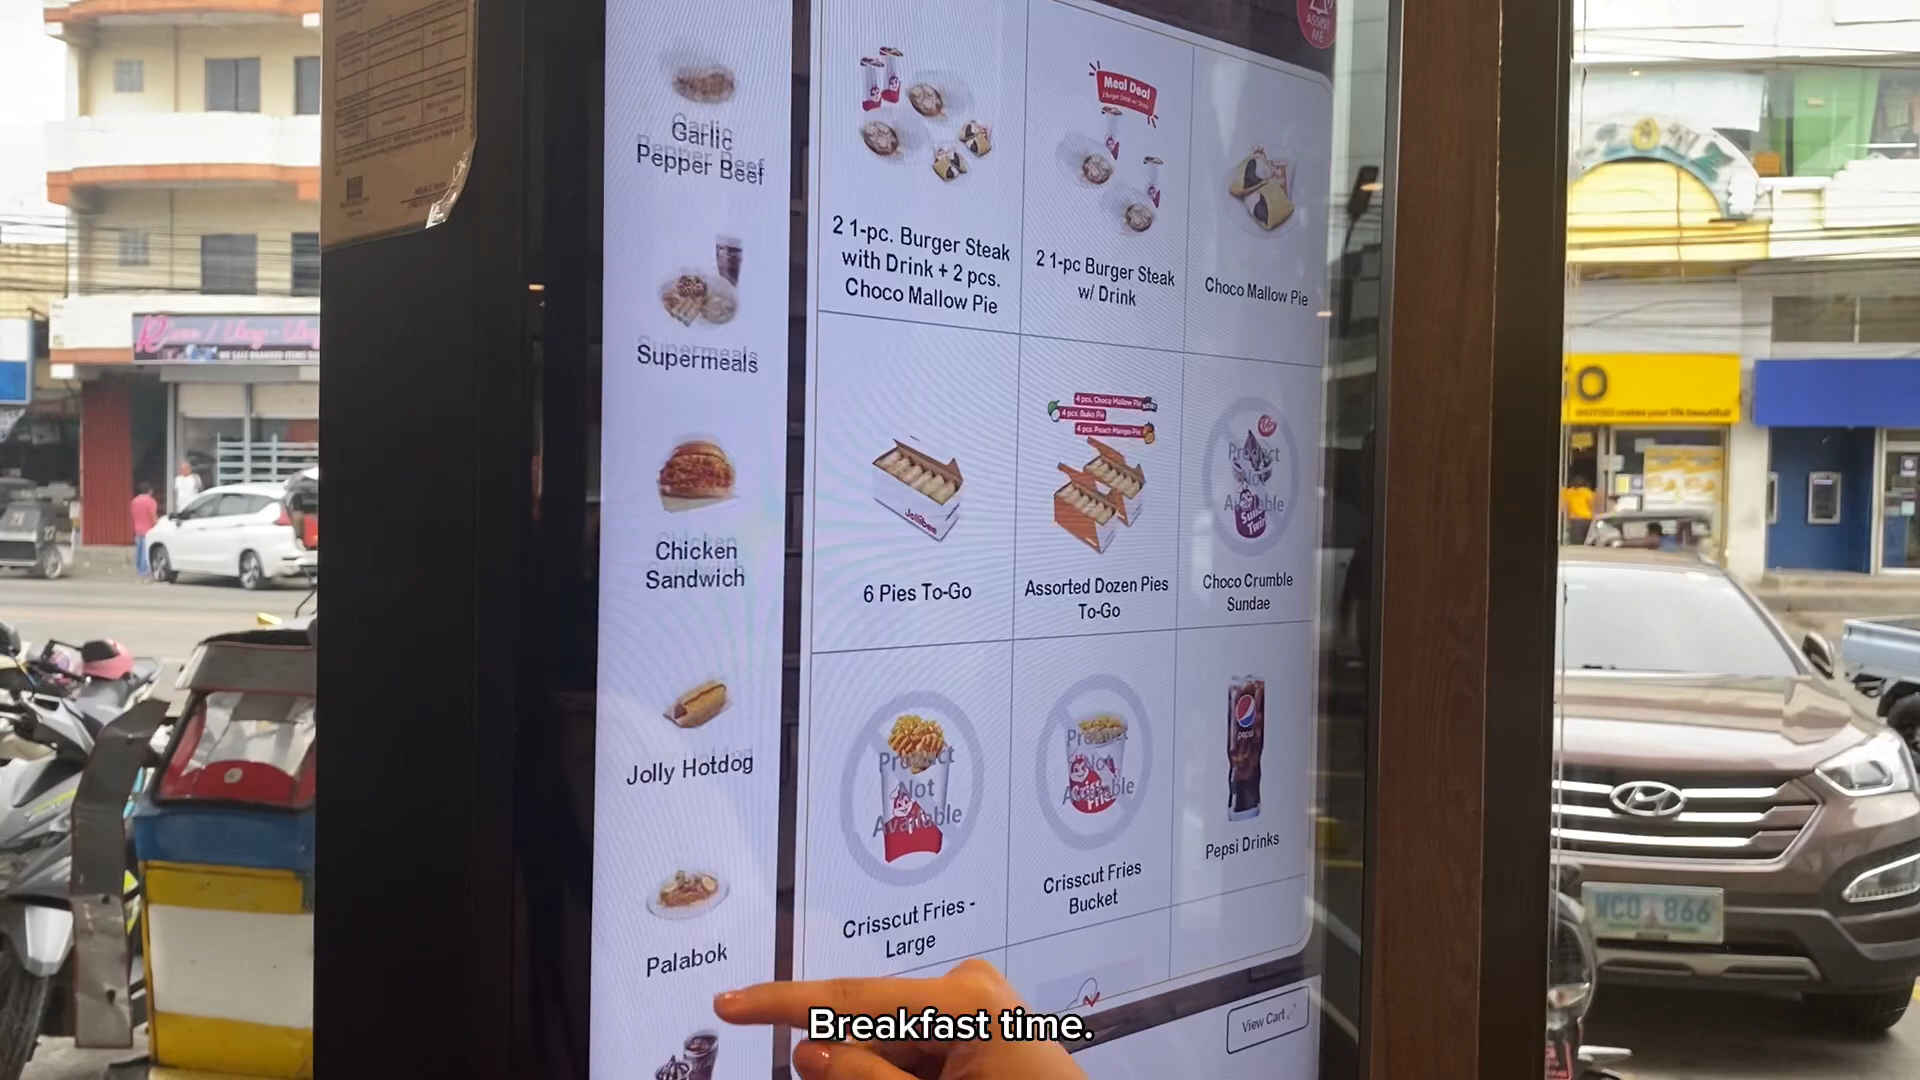 ASSIST
ME
Garlic
Pepper Beef
Supermeals
Chicken
Sandwich
Jolly Hotdog
Palabok
2 1-pc. Burger Steak
with Drink + 2 pcs.
Choco Mallow Pie
Meal Deal
2 1-pc Burger Steak
w/ Drink
Choco Mallow Pie
Jollibee
6 Pies To-Go
4 pcs. Choco Mallow Pie
4 pcs. Buko Pie
4 pcs. Peach Mango Pie
Assorted Dozen Pies
To-Go
Product
Not
Available
Choco Crumble
Sundae
Product
Not
Available
Crisscut Fries -
Large
Product
Not
Available
Crisscut Fries
Bucket
pepsi
Pepsi Drinks
View Cart
WCO 866
Breakfast time.